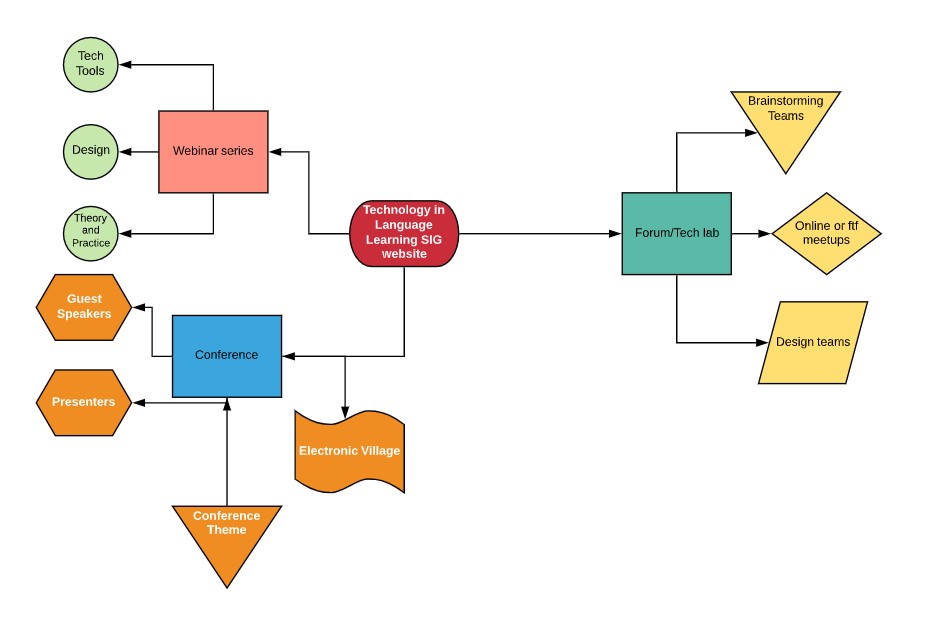 Tech
Tools
Design
Theory
and
Practice
Webinar series
Technology in
Language
Learning SIG
website
Forum/Tech lab
Brainstorming
Teams
Online or ftf
meetups
Design teams
Guest
Speakers
Conference
Presenters
Electronic Village
Conference
Theme